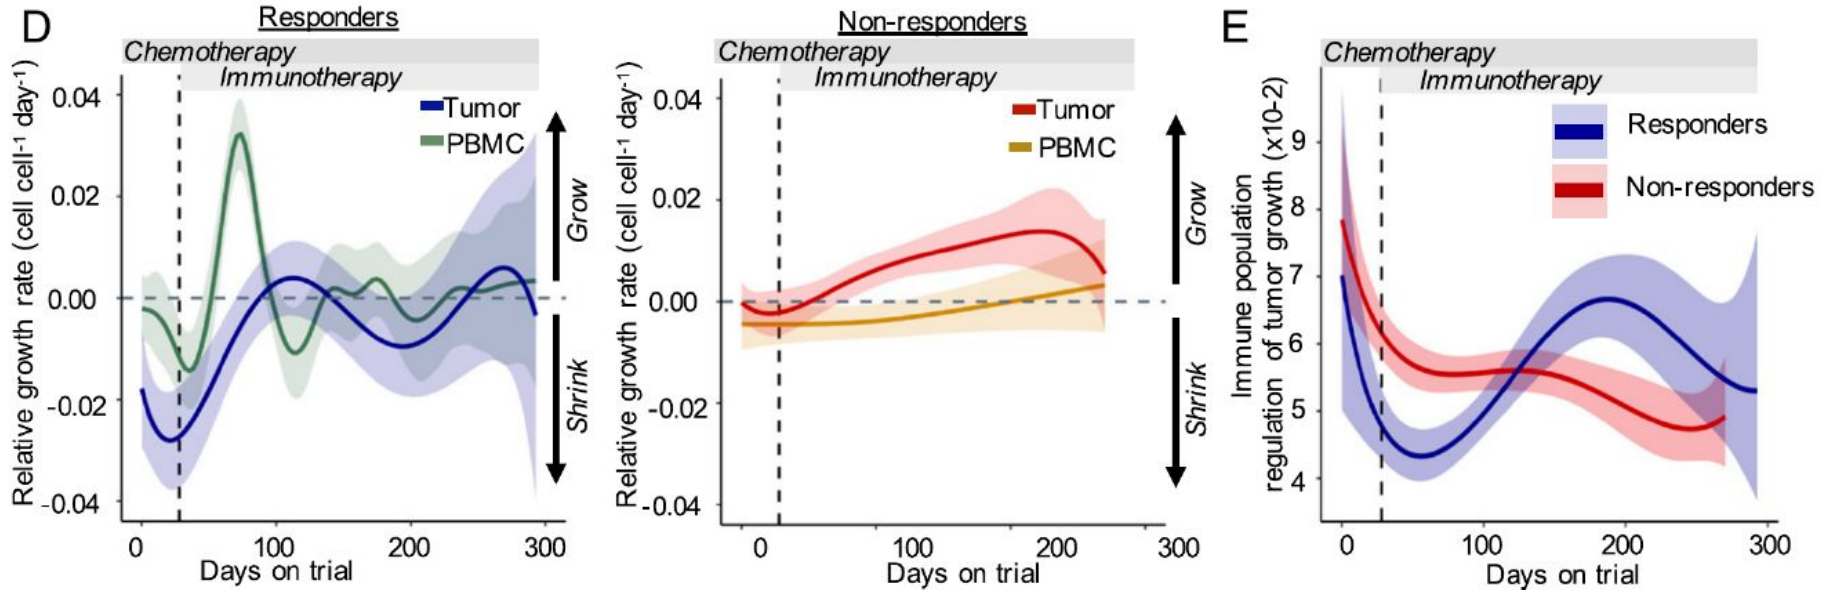 D
Responders
Chemotherapy
Immunotherapy
Relative growth rate (cell cell⁻¹ day⁻¹)
0.04
0.02
0.00
-0.02
-0.04
Tumor
PBMC
Grow
Shrink
0
100
200
300
Days on trial
Non-responders
Chemotherapy
Immunotherapy
Relative growth rate (cell cell⁻¹ day⁻¹)
0.04
0.02
0.00
-0.02
-0.04
Tumor
PBMC
Grow
Shrink
0
100
200
300
Days on trial
E
Chemotherapy
Immunotherapy
Immune population
regulation of tumor growth (x10-2)
9
8
7
6
5
4
Responders
Non-responders
0
100
200
300
Days on trial